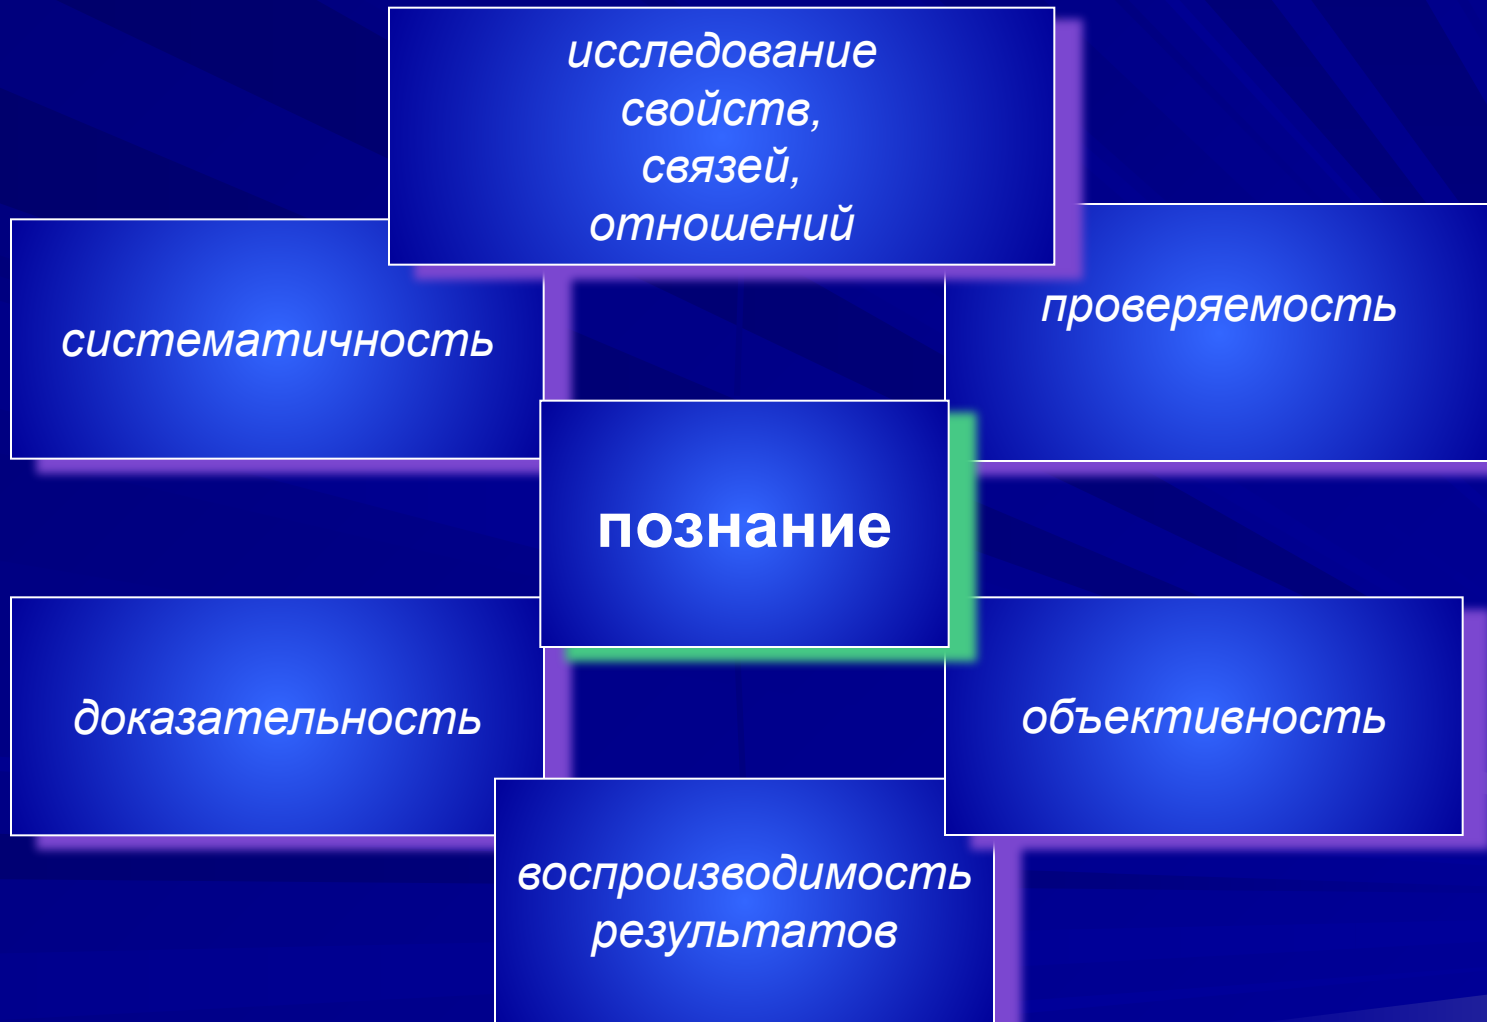 исследование
свойств,
связей,
отношений
систематичность
проверяемость
познание
доказательность
объективность
воспроизводимость
результатов